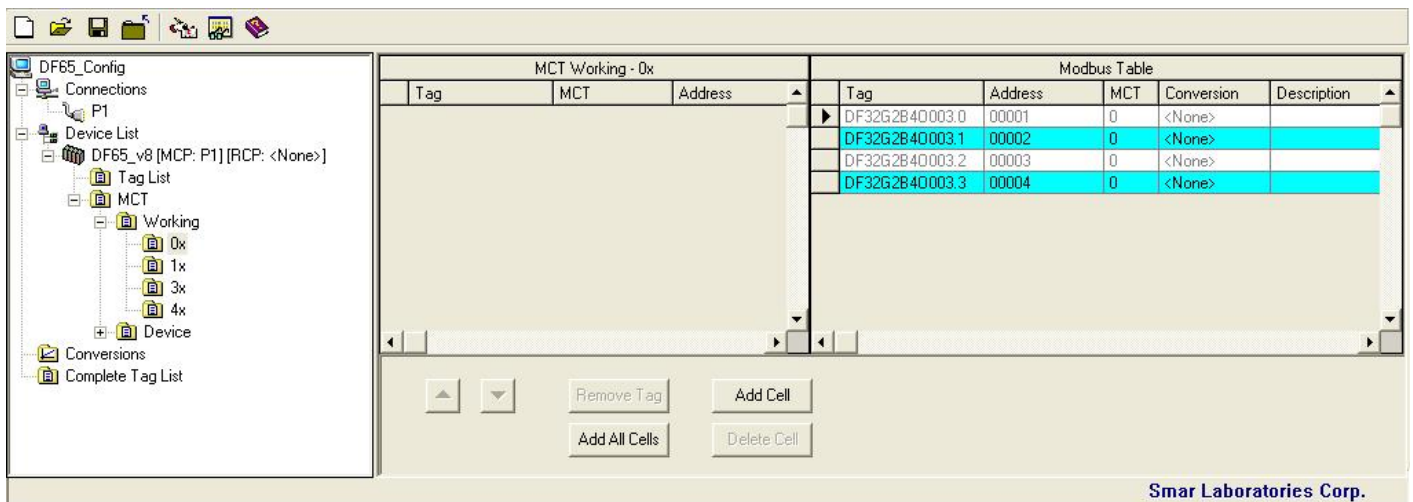 DF65_Config
Connections
P1
Device List
DF65_v8 [MCP: P1] [RCP: <None>]
Tag List
MCT
Working
0x
1x
3x
4x
Device
Conversions
Complete Tag List
MCT Working - 0x
Tag MCT Address
Modbus Table
Tag Address MCT Conversion Description
DF32G2B4O003.0 00001 0 <None>
DF32G2B4O003.1 00002 0 <None>
DF32G2B4O003.2 00003 0 <None>
DF32G2B4O003.3 00004 0 <None>
Remove Tag Add Cell
Add All Cells Delete Cell
Smar Laboratories Corp.